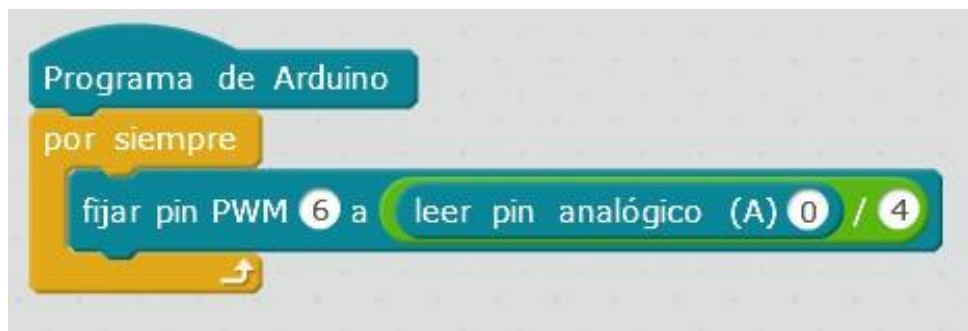 Programa de Arduino
por siempre
fijar pin PWM 6 a leer pin analógico (A) 0 / 4